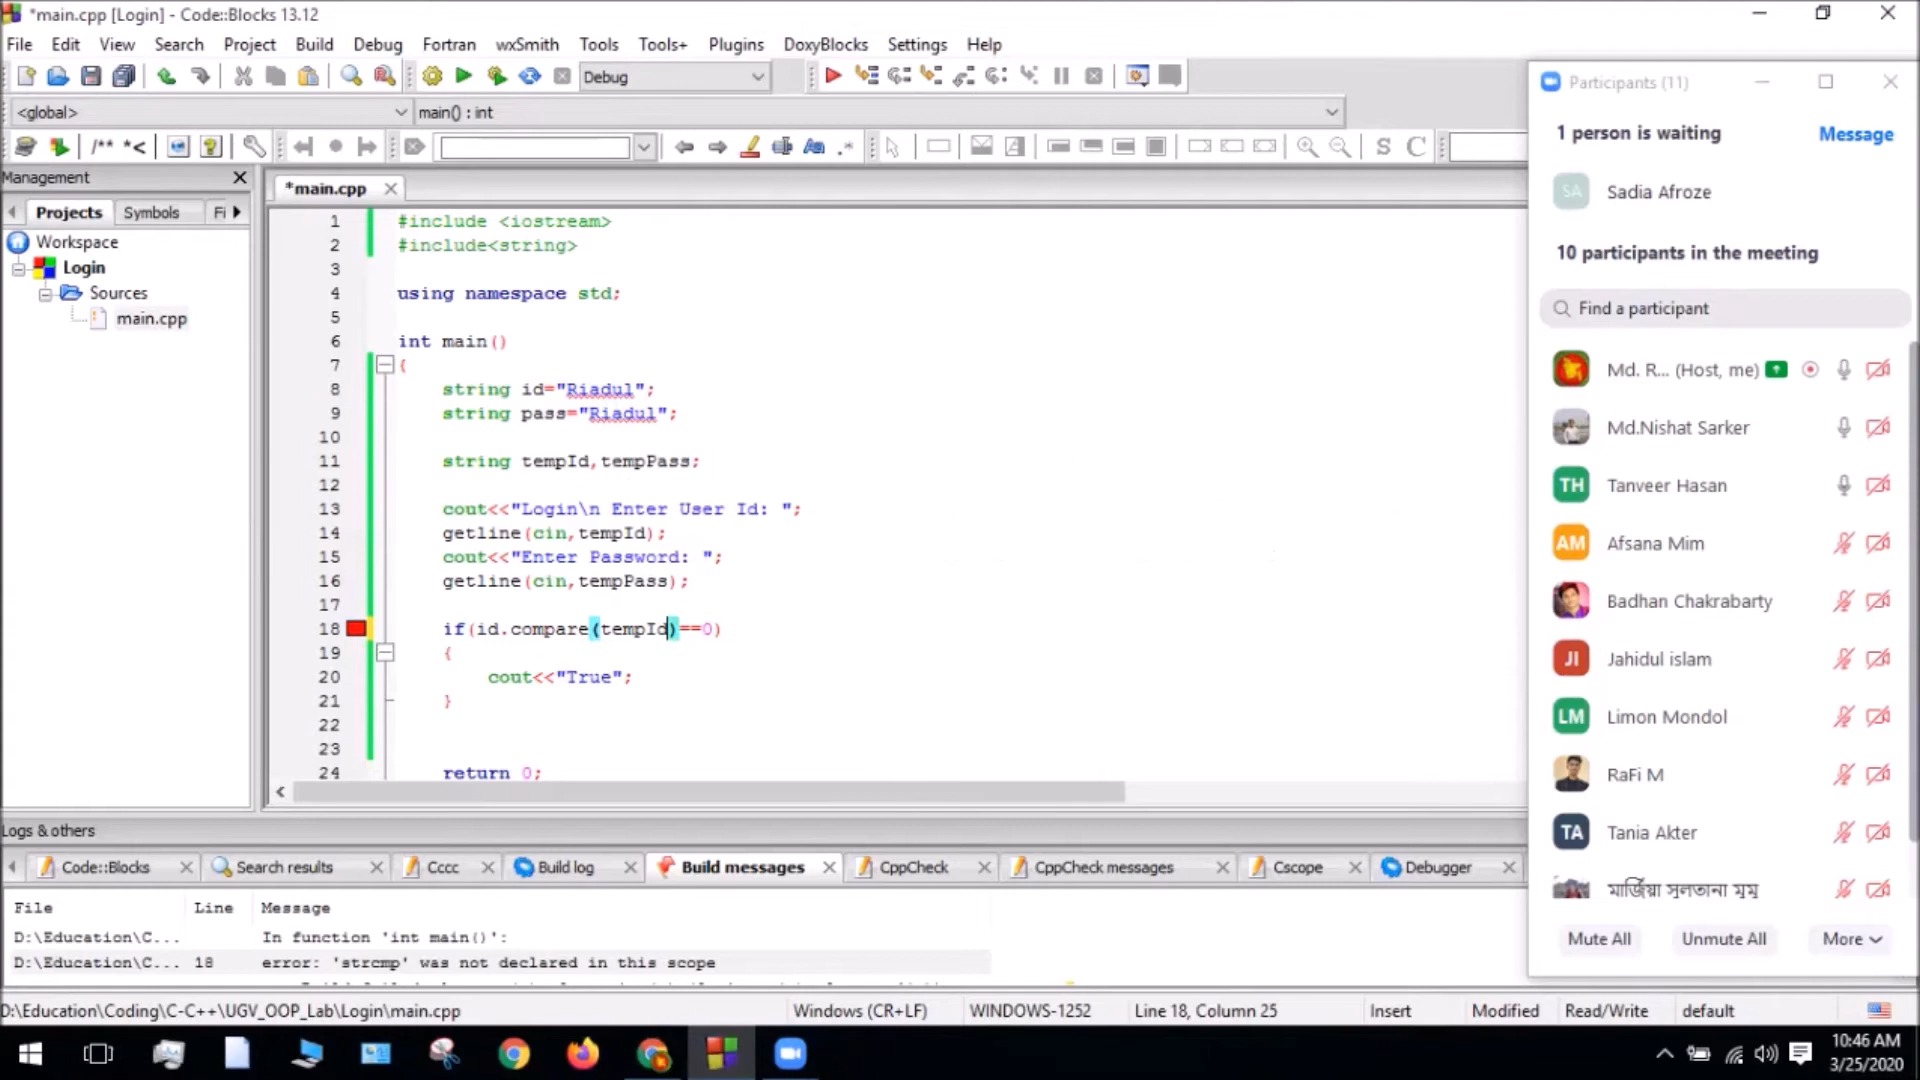 *main.cpp [Login] - Code::Blocks 13.12
File Edit View Search Project Build Debug Fortran wxSmith Tools Tools+ Plugins DoxyBlocks Settings Help
Debug
<global>
main() : int
/** *<
S C
Management
Projects Symbols Fi
Workspace
Login
Sources
main.cpp
*main.cpp
1 #include <iostream>
2 #include<string>
3
4 using namespace std;
5
6 int main()
7 {
8 string id="Riadul";
9 string pass="Riadul";
10
11 string tempId,tempPass;
12
13 cout<<"Login\n Enter User Id: ";
14 getline(cin,tempId);
15 cout<<"Enter Password: ";
16 getline(cin,tempPass);
17
18 if(id.compare(tempId)==0)
19 {
20 cout<<"True";
21 }
22
23
24 return 0;
Participants (11)
1 person is waiting Message
SA Sadia Afroze
10 participants in the meeting
Find a participant
Md. R... (Host, me)
Md.Nishat Sarker
TH Tanveer Hasan
AM Afsana Mim
Badhan Chakrabarty
JI Jahidul islam
LM Limon Mondol
RaFi M
TA Tania Akter
মার্জিয়া সুলতানা মুমু
Mute All Unmute All More
Logs & others
Code::Blocks Search results Cccc Build log Build messages CppCheck CppCheck messages Cscope Debugger
File Line Message
D:\Education\C... In function 'int main()':
D:\Education\C... 18 error: 'strcmp' was not declared in this scope
D:\Education\Coding\C-C++\UGV_OOP_Lab\Login\main.cpp Windows (CR+LF) WINDOWS-1252 Line 18, Column 25 Insert Modified Read/Write default
10:46 AM
3/25/2020